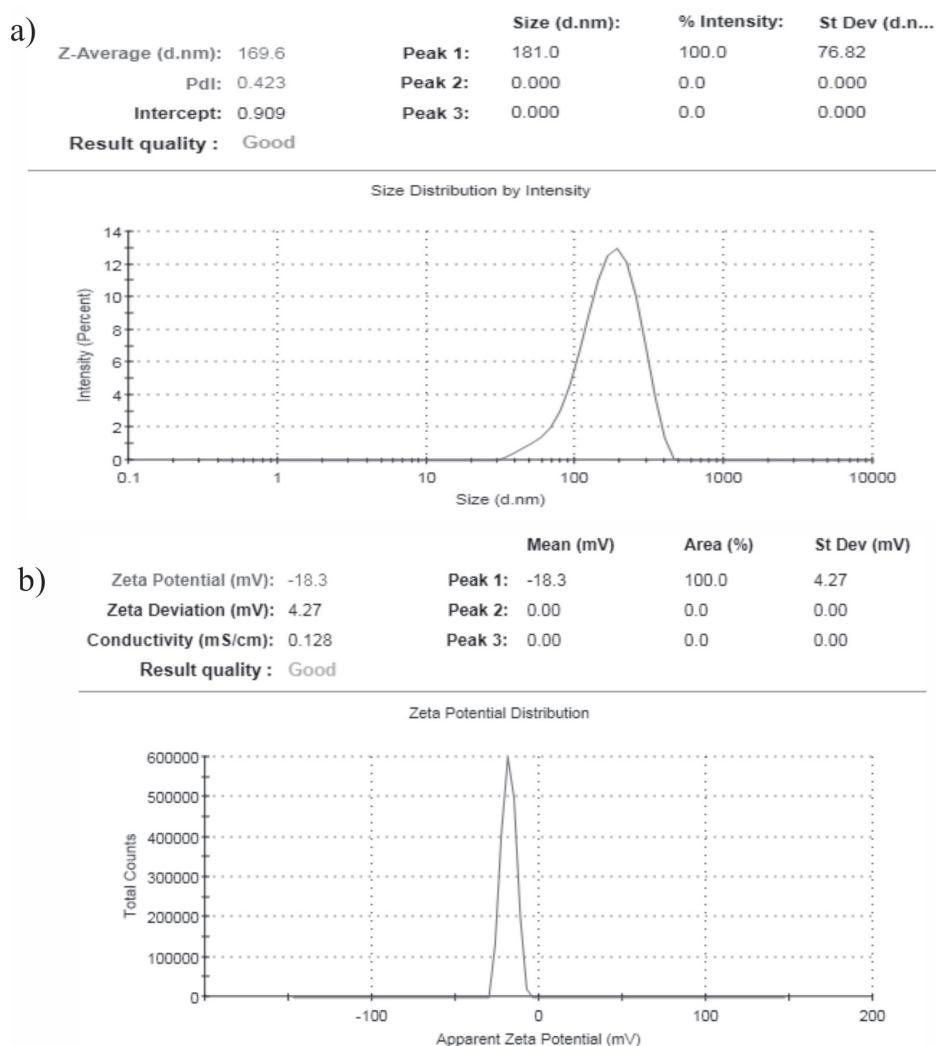 a)
Size (d.nm): % Intensity: St Dev (d.n...
Z-Average (d.nm): 169.6 Peak 1: 181.0 100.0 76.82
PdI: 0.423 Peak 2: 0.000 0.0 0.000
Intercept: 0.909 Peak 3: 0.000 0.0 0.000
Result quality : Good
Size Distribution by Intensity
14
12
10
8
6
4
2
0
Intensity (Percent)
0.1 1 10 100 1000 10000
Size (d.nm)
b)
Mean (mV) Area (%) St Dev (mV)
Zeta Potential (mV): -18.3 Peak 1: -18.3 100.0 4.27
Zeta Deviation (mV): 4.27 Peak 2: 0.00 0.0 0.00
Conductivity (mS/cm): 0.128 Peak 3: 0.00 0.0 0.00
Result quality : Good
Zeta Potential Distribution
600000
500000
400000
300000
200000
100000
0
Total Counts
-100 0 100 200
Apparent Zeta Potential (mV)